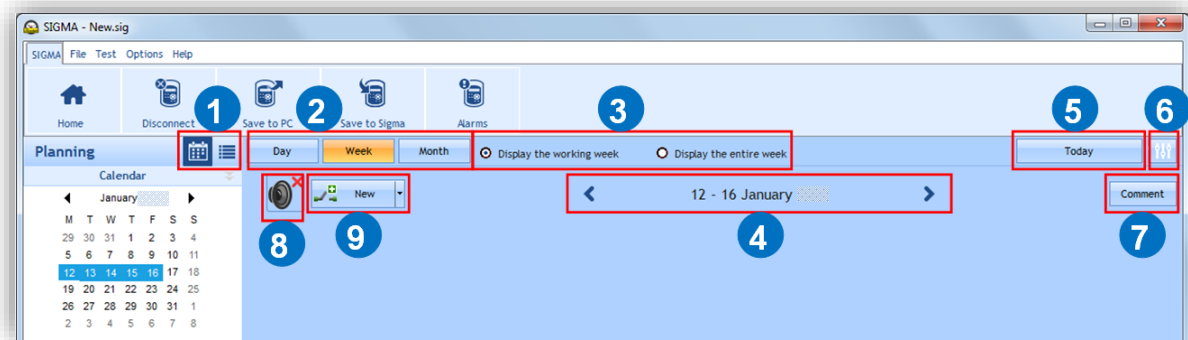 SIGMA - New.sig
SIGMA File Test Options Help
Home Disconnect Save to PC Save to Sigma Alarms
1 2 3 5 6
Planning Day Week Month Display the working week Display the entire week Today
Calendar
January
New 12 - 16 January Comment
8 9 4 7
M T W T F S S
29 30 31 1 2 3 4
5 6 7 8 9 10 11
12 13 14 15 16 17 18
19 20 21 22 23 24 25
26 27 28 29 30 31 1
2 3 4 5 6 7 8